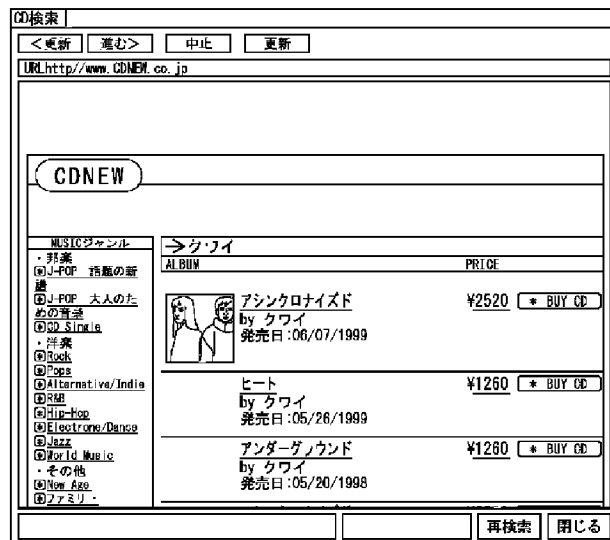 CD検索
<更新 進む> 中止 更新
URLhttp//www.CDNEW.co.jp
CDNEW
MUSICジャンル
・邦楽
J-POP 話題の新
譜
J-POP 大人のた
めの音楽
CD Single
・洋楽
Rock
Pops
Alternative/Indie
R&B
Hip-Hop
Electrone/Dance
Jazz
World Music
・その他
New Age
ファミリ・
→ク・ワイ
ALBUM PRICE
アシンクロナイズド ¥2520 * BUY CD
by クワイ
発売日:06/07/1999
ヒート ¥1260 * BUY CD
by クワイ
発売日:05/26/1999
アンダーグラウンド ¥1260 * BUY CD
by クワイ
発売日:05/20/1998
再検索 閉じる